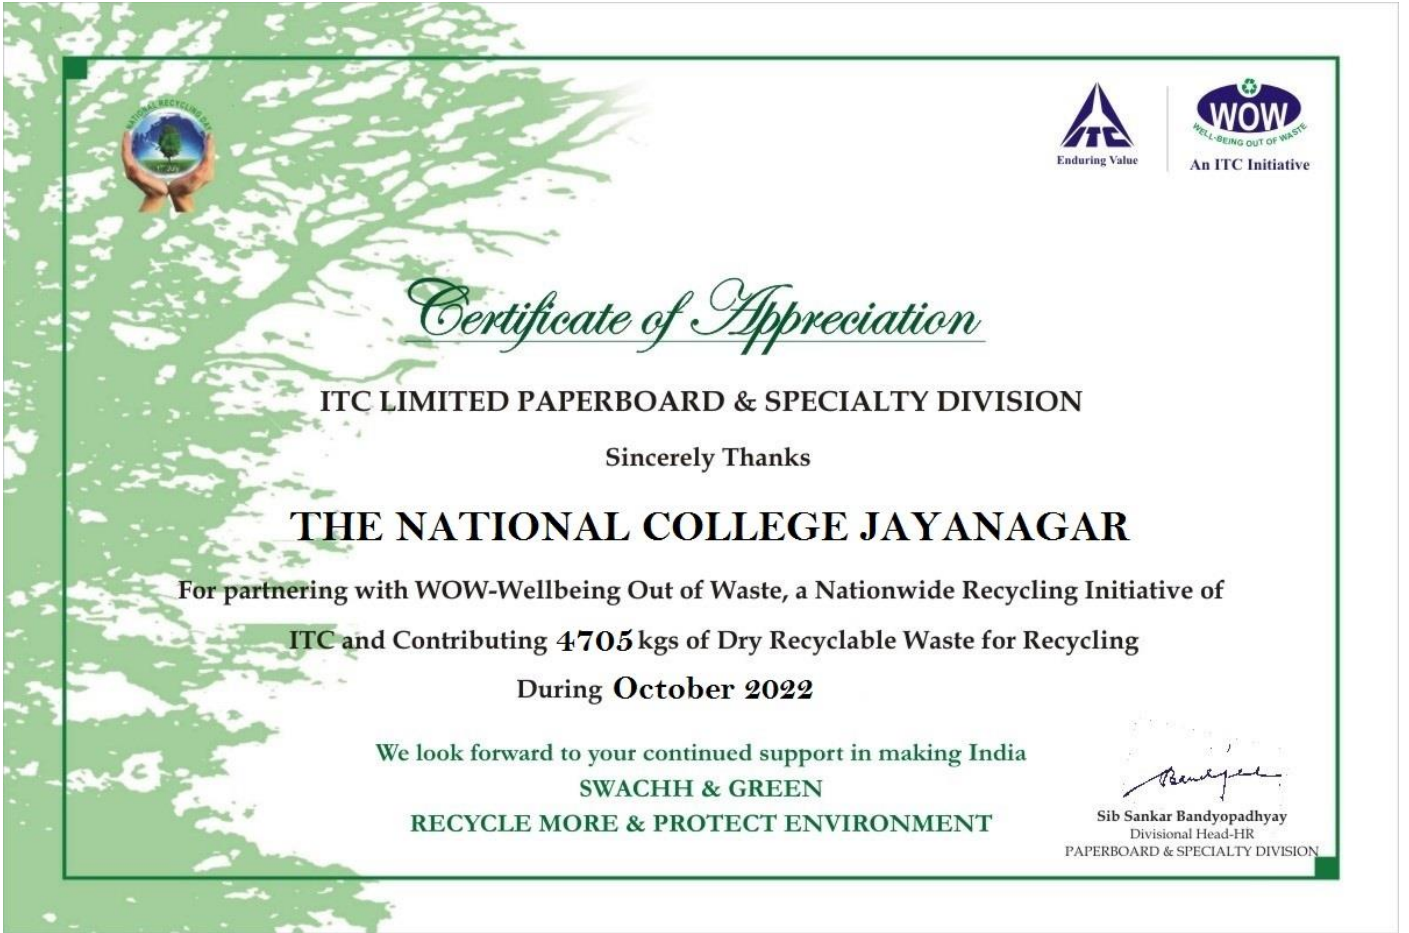 NATIONAL RECYCLING DAY
ITC
Enduring Value
WOW
WELL-BEING OUT OF WASTE
An ITC Initiative
Certificate of Appreciation
ITC LIMITED PAPERBOARD & SPECIALTY DIVISION
Sincerely Thanks
THE NATIONAL COLLEGE JAYANAGAR
For partnering with WOW-Wellbeing Out of Waste, a Nationwide Recycling Initiative of
ITC and Contributing 4705 kgs of Dry Recyclable Waste for Recycling
During October 2022
We look forward to your continued support in making India
SWACHH & GREEN
RECYCLE MORE & PROTECT ENVIRONMENT
Sib Sankar Bandyopadhyay
Divisional Head-HR
PAPERBOARD & SPECIALTY DIVISION